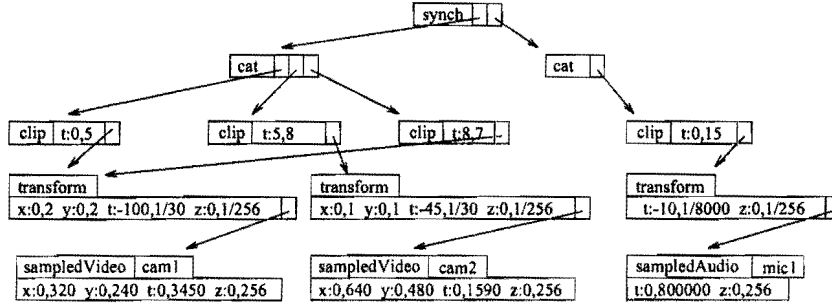 synch
cat
cat
clip t:0,5
clip t:5,8
clip t:8,7
clip t:0,15
transform
x:0,2 y:0,2 t:-100,1/30 z:0,1/256
transform
x:0,1 y:0,1 t:-45,1/30 z:0,1/256
transform
t:-10,1/8000 z:0,1/256
sampledVideo cam1
x:0,320 y:0,240 t:0,3450 z:0,256
sampledVideo cam2
x:0,640 y:0,480 t:0,1590 z:0,256
sampledAudio mic1
t:0,800000 z:0,256